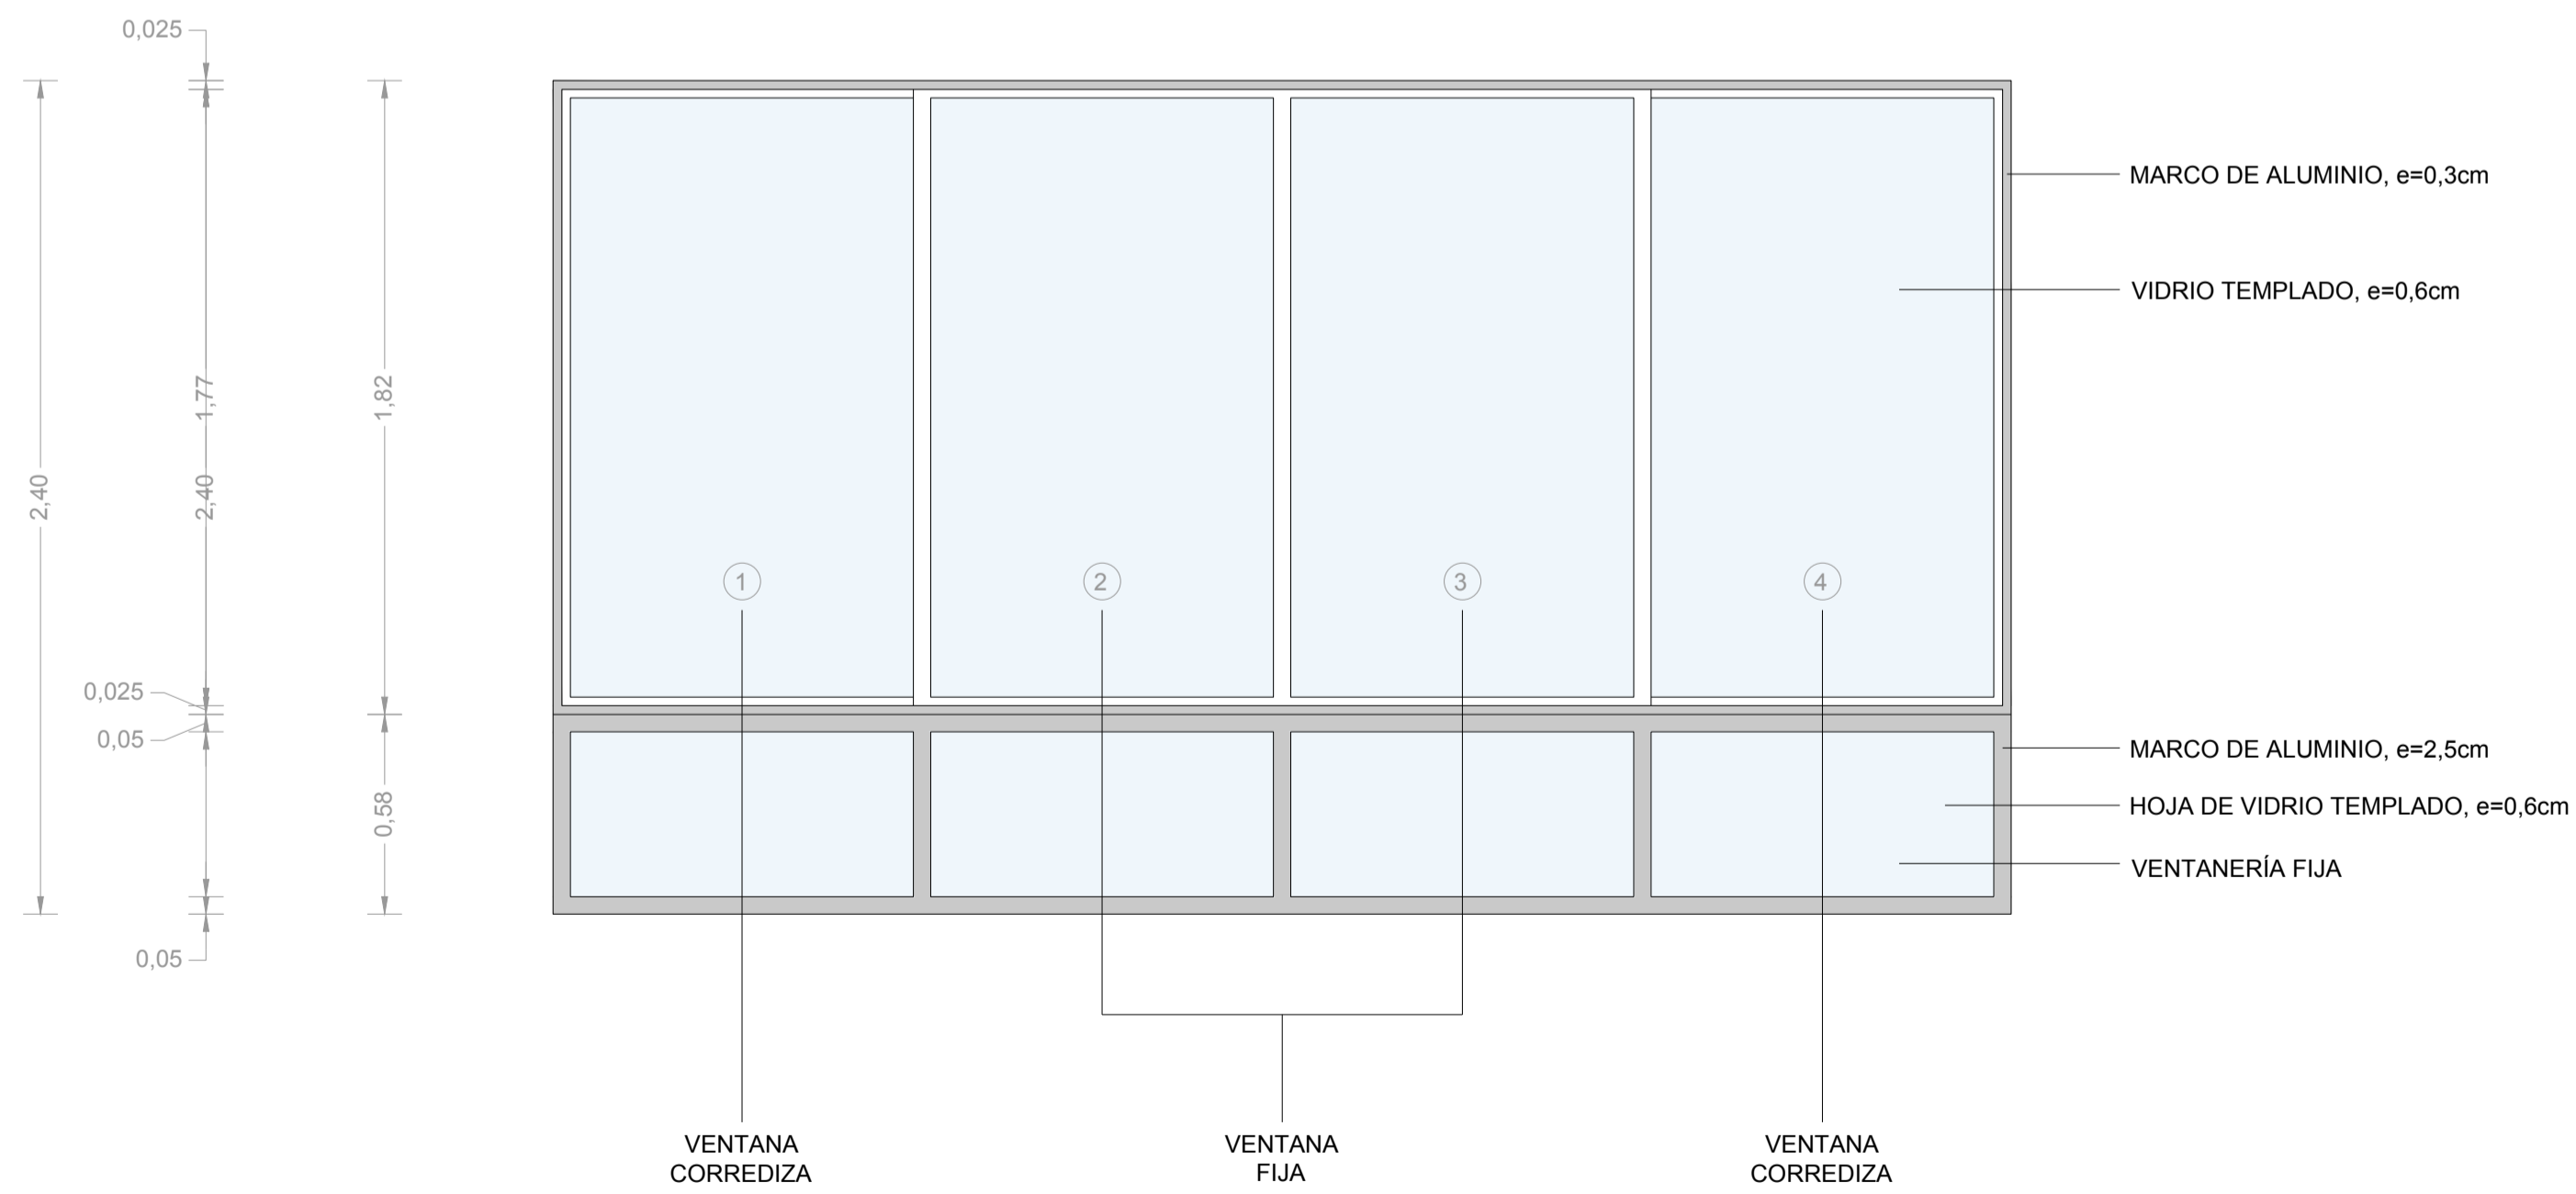 0,025
2,40
1,77
2,40
1,82
0,025
0,05
0,58
0,05
1
2
3
4
MARCO DE ALUMINIO, e=0,3cm
VIDRIO TEMPLADO, e=0,6cm
MARCO DE ALUMINIO, e=2,5cm
HOJA DE VIDRIO TEMPLADO, e=0,6cm
VENTANERÍA FIJA
VENTANA
CORREDIZA
VENTANA
FIJA
VENTANA
CORREDIZA